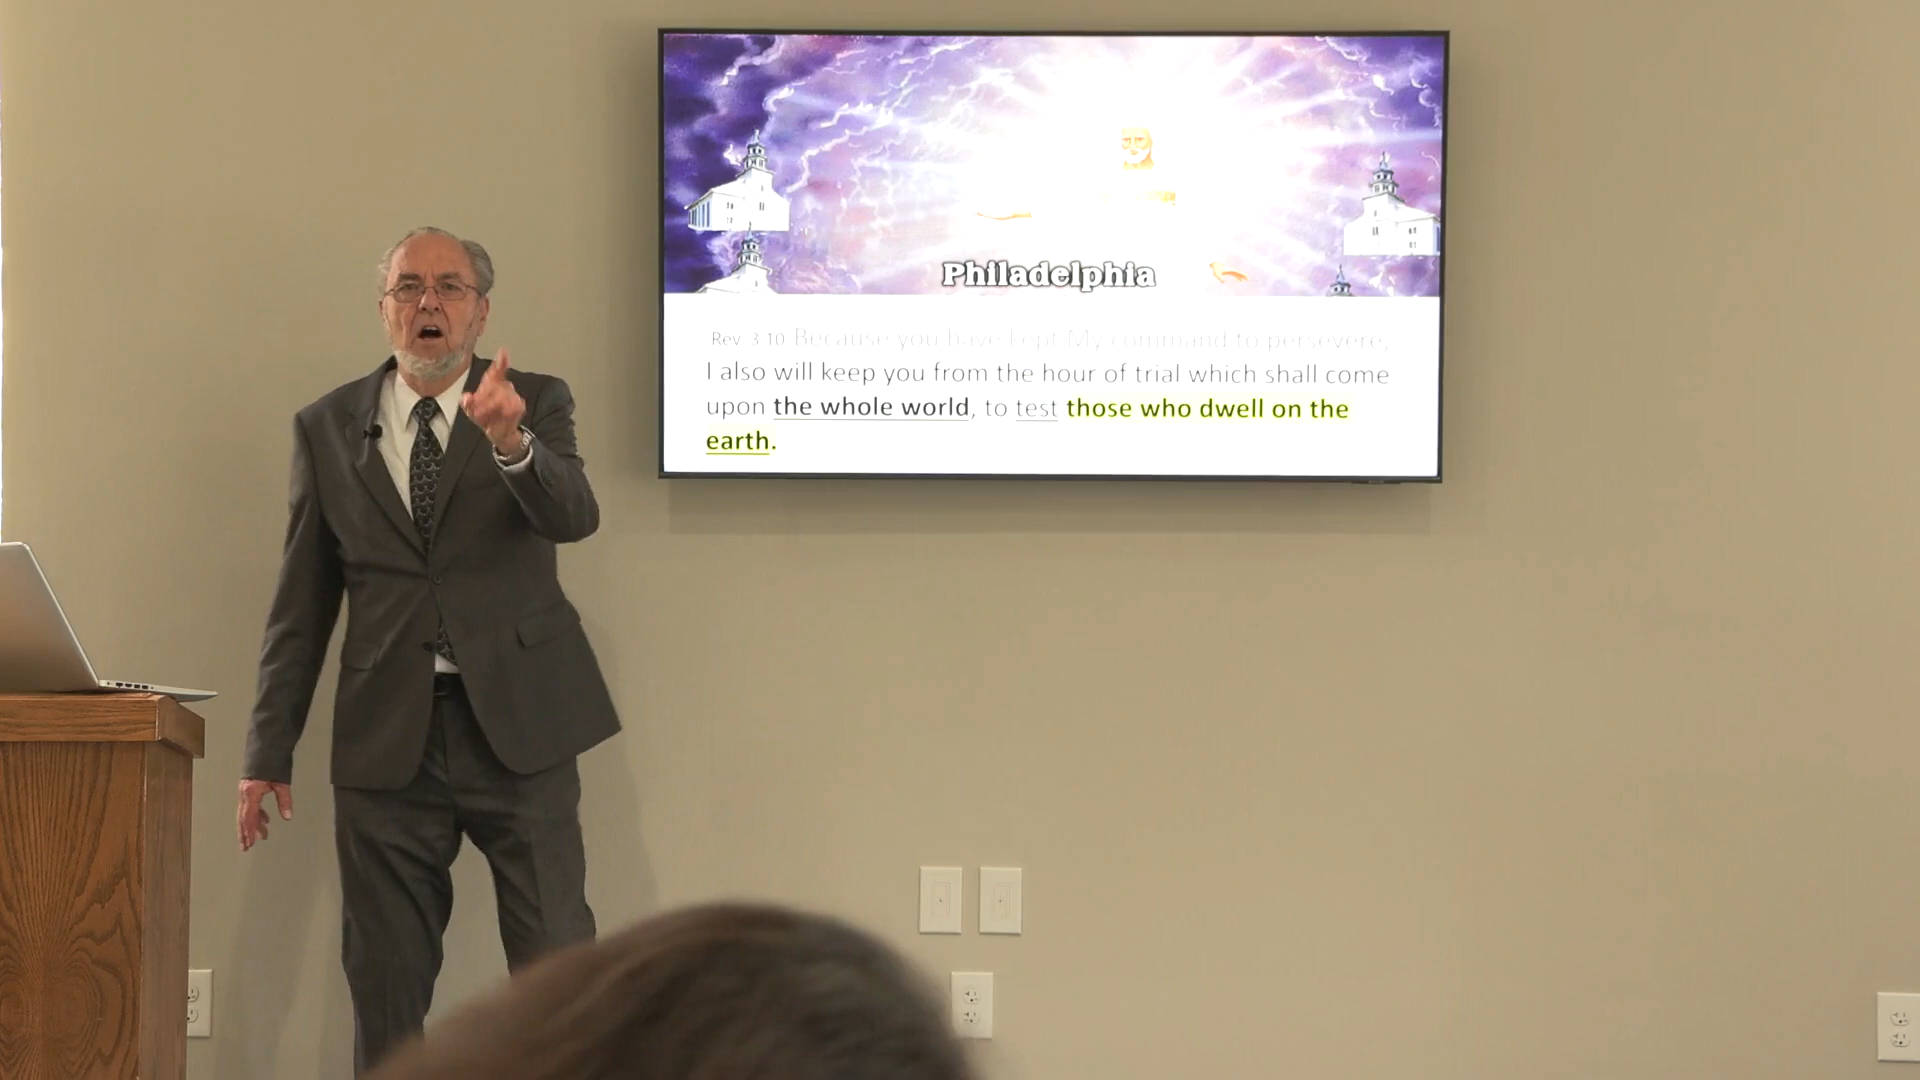 Philadelphia
Rev 3:10 Because you have kept My command to persevere,
I also will keep you from the hour of trial which shall come
upon the whole world, to test those who dwell on the
earth.